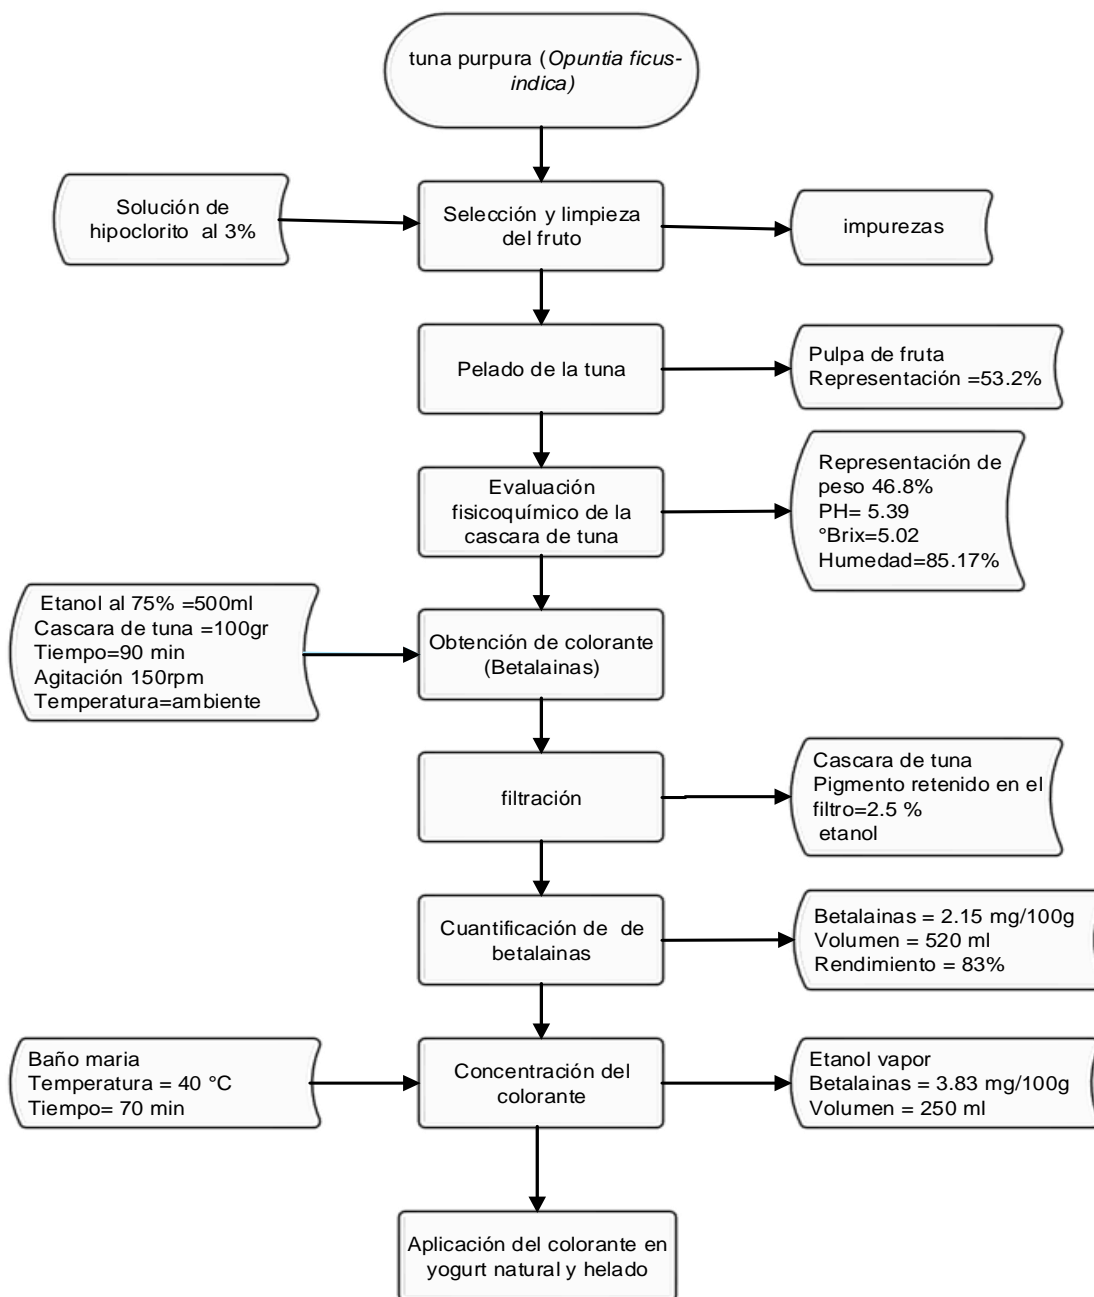 tuna purpura (Opuntia ficus-
indica)
Solución de
hipoclorito al 3%
Selección y limpieza
del fruto
impurezas
Pelado de la tuna
Pulpa de fruta
Representación =53.2%
Evaluación
fisicoquímico de la
cascara de tuna
Representación de
peso 46.8%
PH= 5.39
°Brix=5.02
Humedad=85.17%
Etanol al 75% =500ml
Cascara de tuna =100gr
Tiempo=90 min
Agitación 150rpm
Temperatura=ambiente
Obtención de colorante
(Betalainas)
filtración
Cascara de tuna
Pigmento retenido en el
filtro=2.5 %
etanol
Cuantificación de de
betalainas
Betalainas = 2.15 mg/100g
Volumen = 520 ml
Rendimiento = 83%
Baño maria
Temperatura = 40 °C
Tiempo= 70 min
Concentración del
colorante
Etanol vapor
Betalainas = 3.83 mg/100g
Volumen = 250 ml
Aplicación del colorante en
yogurt natural y helado